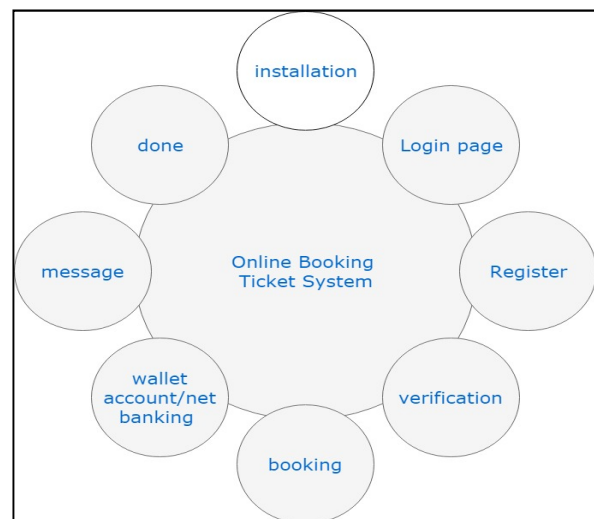 installation
done
Login page
message
Online Booking
Ticket System
Register
wallet
account/net
banking
verification
booking